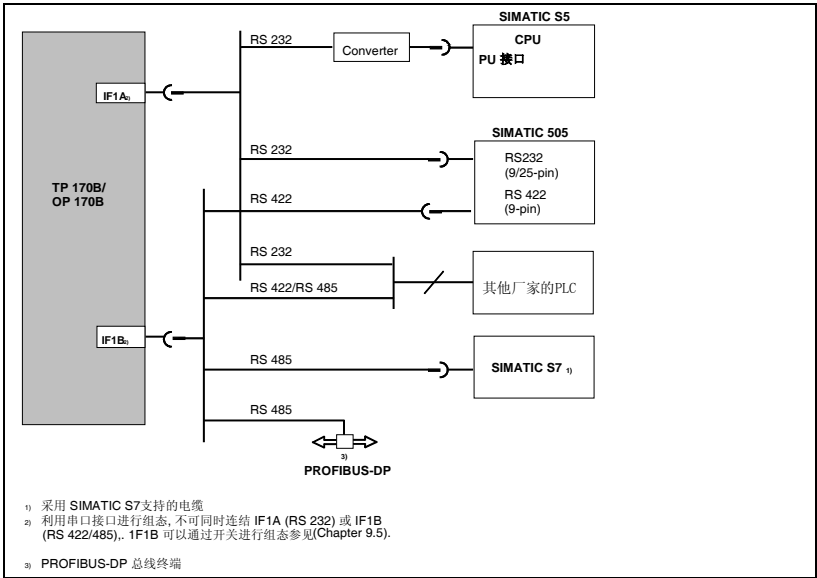 SIMATIC S5
RS 232
Converter
CPU
PU 接口
IF1A 2)
SIMATIC 505
RS 232
RS232
(9/25-pin)
TP 170B/
OP 170B
RS 422
RS 422
(9-pin)
RS 232
RS 422/RS 485
其他厂家的PLC
IF1B 2)
RS 485
SIMATIC S7 1)
RS 485
3)
PROFIBUS-DP
1) 采用 SIMATIC S7支持的电缆
2) 利用串口接口进行组态, 不可同时连结 IF1A (RS 232) 或 IF1B
(RS 422/485),. 1F1B 可以通过开关进行组态参见(Chapter 9.5).
3) PROFIBUS-DP 总线终端